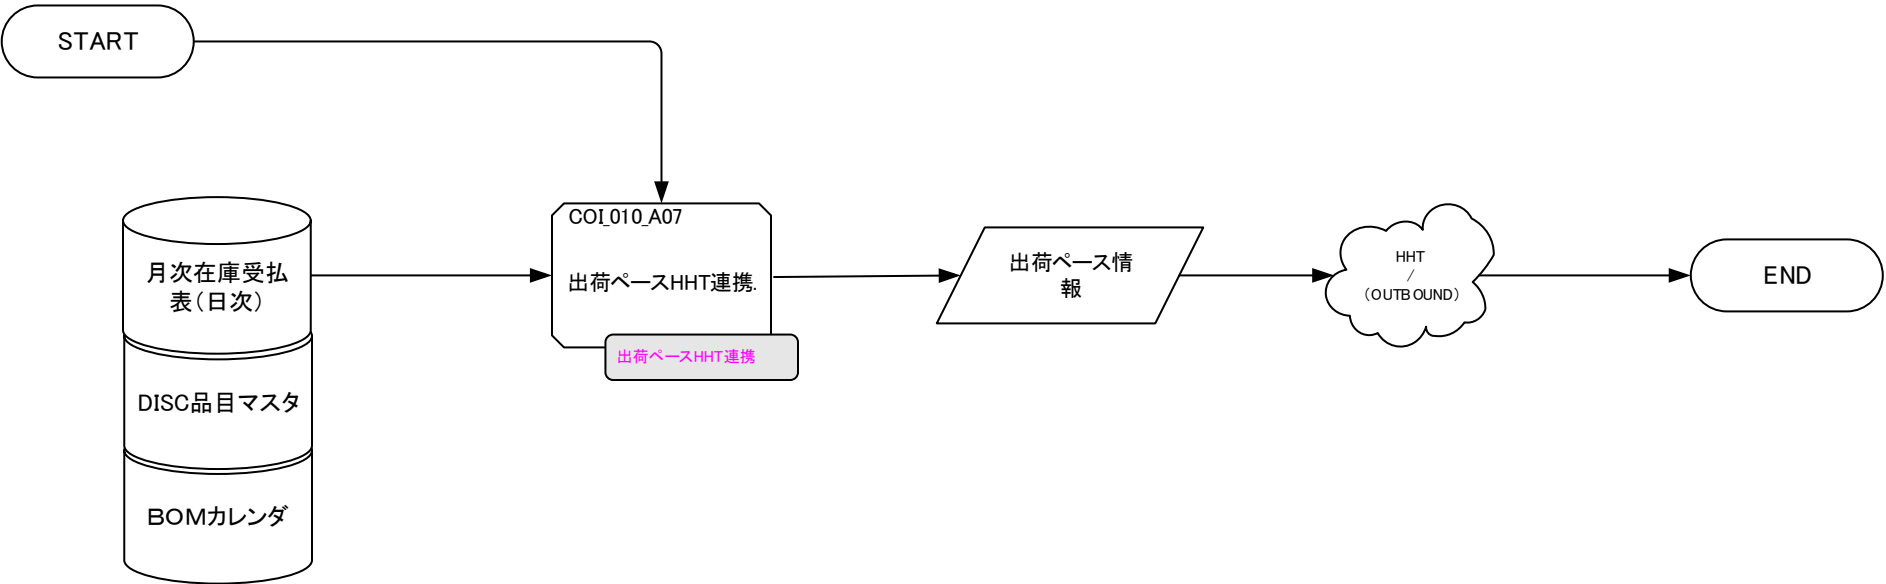 START
COI_010_A07
出荷ペースHHT連携.
出荷ペースHHT連携
月次在庫受払
表（日次）
DISC品目マスタ
BOMカレンダ
出荷ペース情
報
HHT
/
（OUTBOUND）
END